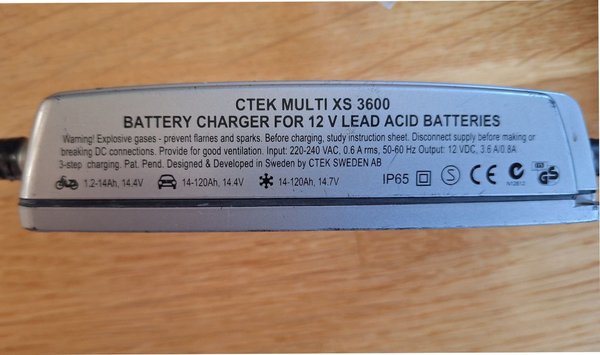 CTEK MULTI XS 3600
BATTERY CHARGER FOR 12 V LEAD ACID BATTERIES
Warning! Explosive gases - prevent flames and sparks. Before charging, study instruction sheet. Disconnect supply before making or
breaking DC connections. Provide for good ventilation. Input: 220-240 VAC, 0.6 A rms, 50-60 Hz Output: 12 VDC, 3.6 A/0.8A
3-step charging. Pat. Pend. Designed & Developed in Sweden by CTEK SWEDEN AB
1.2-14Ah, 14.4V 14-120Ah, 14.4V 14-120Ah, 14.7V IP65 S CE N12812 GS